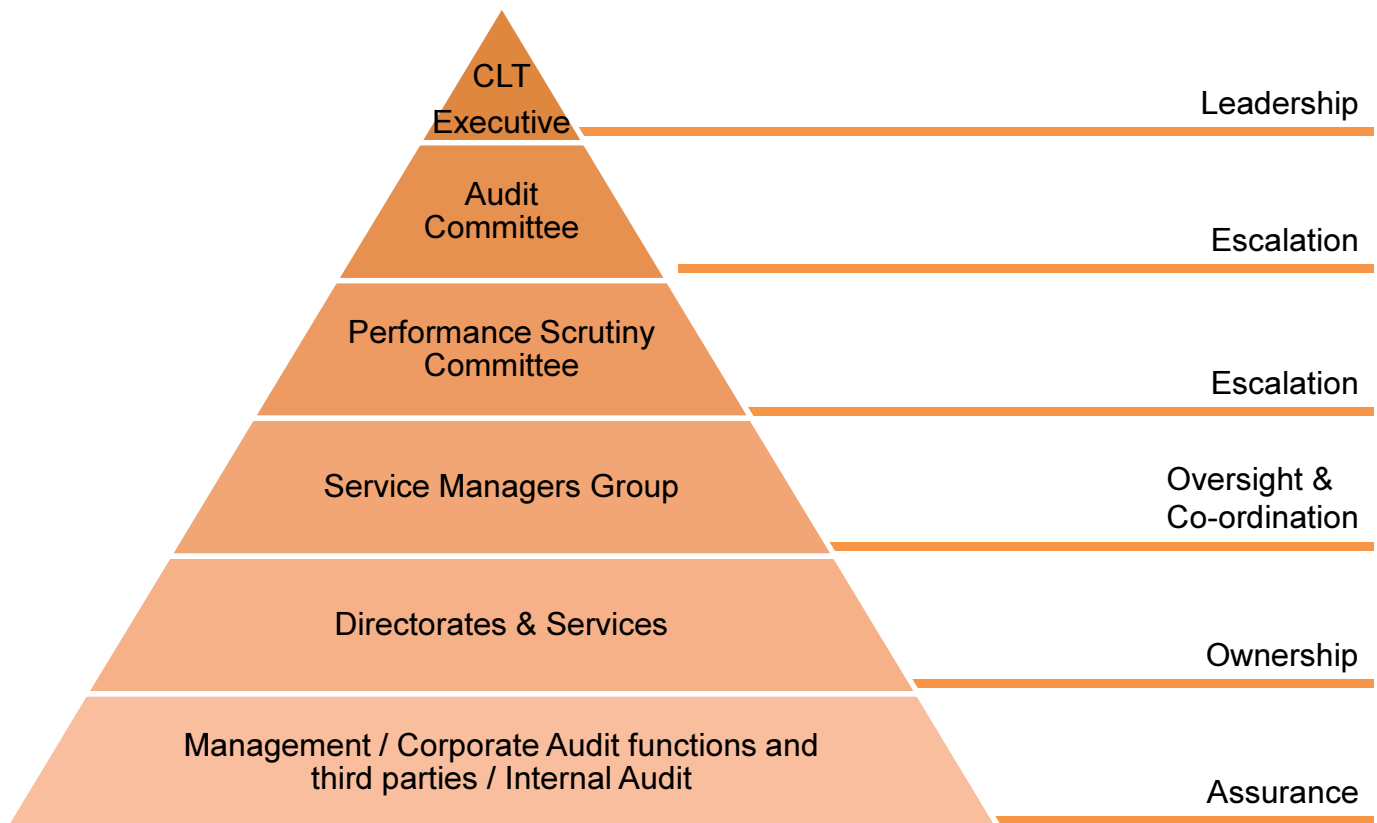 CLT
Executive
Leadership
Audit
Committee
Escalation
Performance Scrutiny
Committee
Escalation
Service Managers Group
Oversight &
Co-ordination
Directorates & Services
Ownership
Management / Corporate Audit functions and
third parties / Internal Audit
Assurance